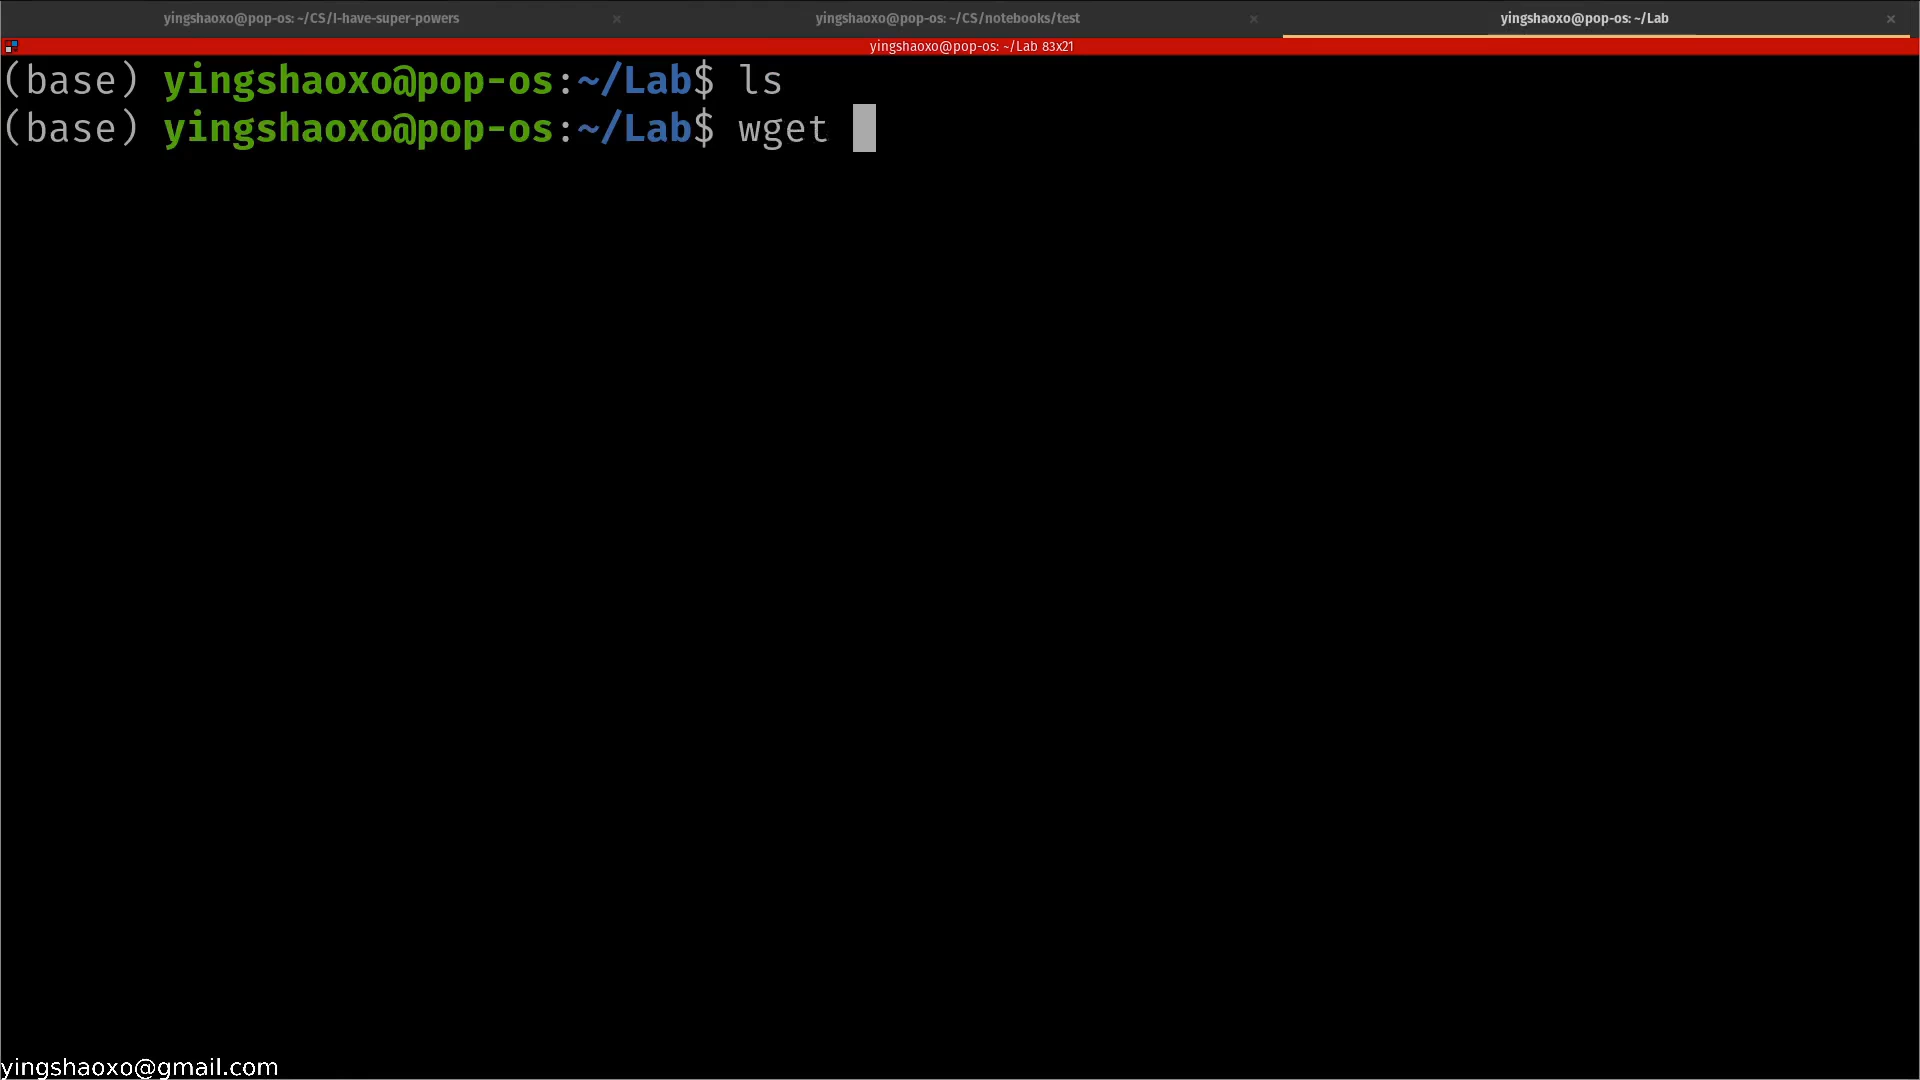 yingshaoxo@pop-os: ~/CS/I-have-super-powers × yingshaoxo@pop-os: ~/CS/notebooks/test × yingshaoxo@pop-os: ~/Lab ×
yingshaoxo@pop-os: ~/Lab 83x21
(base) yingshaoxo@pop-os:~/Lab$ ls
(base) yingshaoxo@pop-os:~/Lab$ wget
yingshaoxo@gmail.com